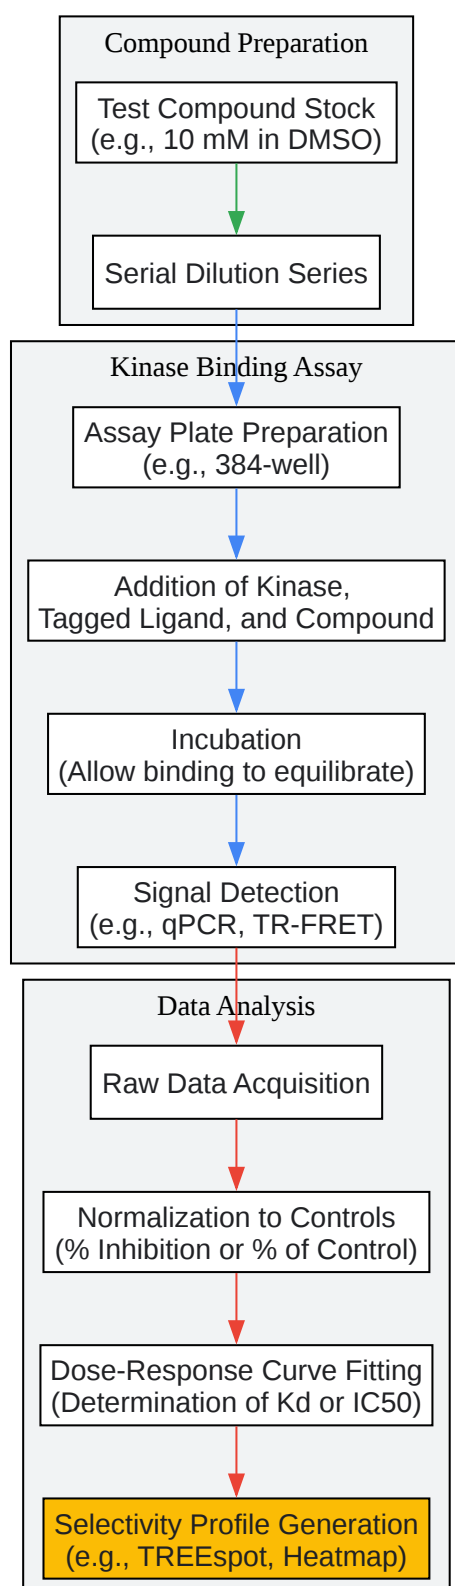 Compound Preparation
Test Compound Stock
(e.g., 10 mM in DMSO)
Serial Dilution Series
Kinase Binding Assay
Assay Plate Preparation
(e.g., 384-well)
Addition of Kinase,
Tagged Ligand, and Compound
Incubation
(Allow binding to equilibrate)
Signal Detection
(e.g., qPCR, TR-FRET)
Data Analysis
Raw Data Acquisition
Normalization to Controls
(% Inhibition or % of Control)
Dose-Response Curve Fitting
(Determination of Kd or IC50)
Selectivity Profile Generation
(e.g., TREEspot, Heatmap)